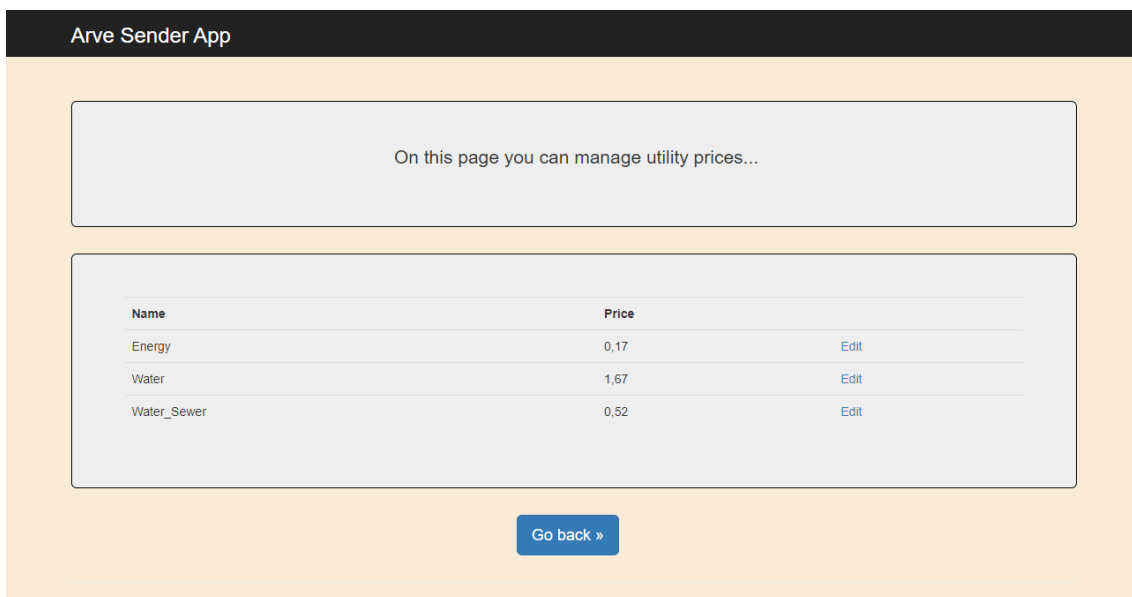 Arve Sender App
On this page you can manage utility prices...
Name Price
Energy 0,17 Edit
Water 1,67 Edit
Water_Sewer 0,52 Edit
Go back »